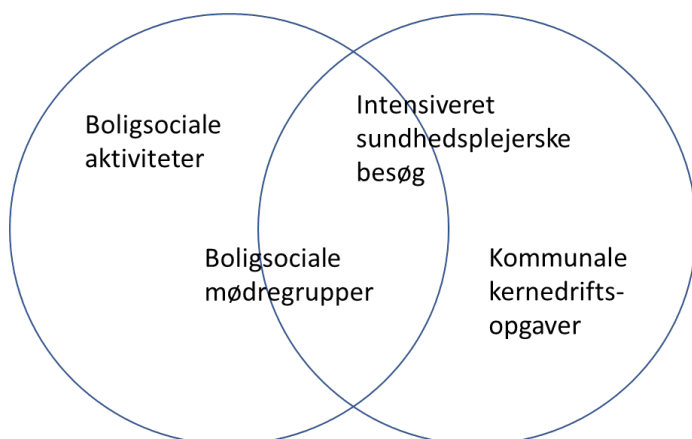 Boligsociale
aktiviteter
Intensiveret
sundhedsplejerske
besøg
Boligsociale
mødregrupper
Kommunale
kernedrifts-
opgaver